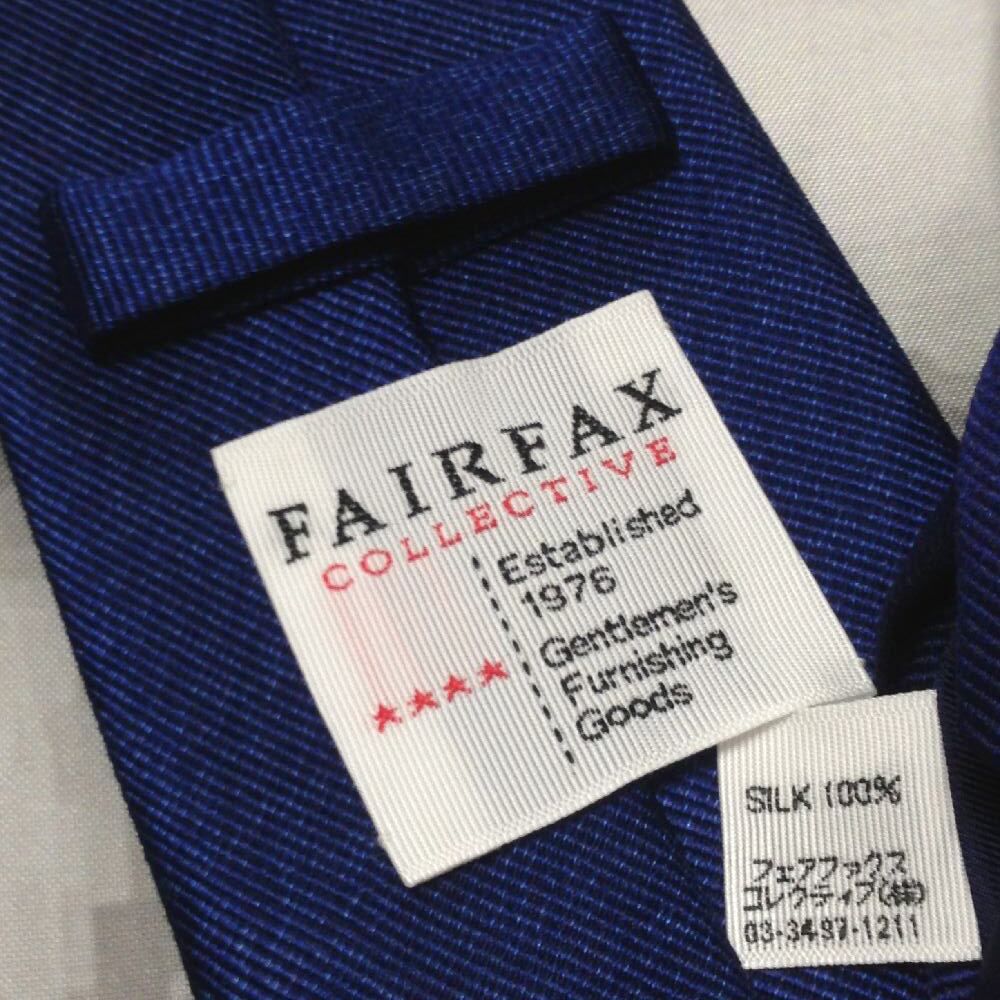 FAIRFAX
COLLECTIVE
Established
1976
Gentlemen's
Furnishing
Goods
SILK 100%
フェアファックス
コレクティブ(株)
03-3497-1211